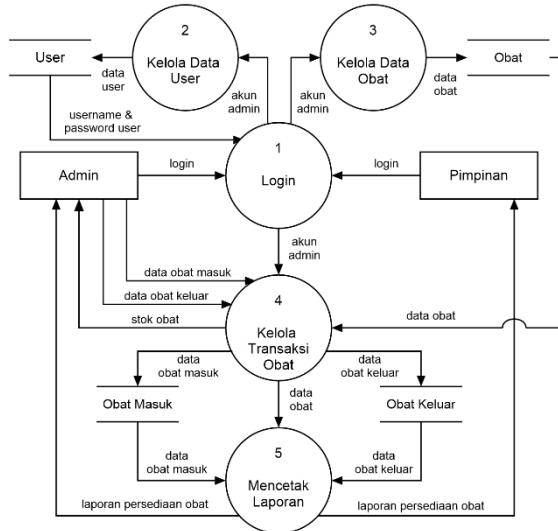 2
Kelola Data
User
3
Kelola Data
Obat
User
Obat
data
user
data
obat
akun
admin
akun
admin
username &
password user
1
Login
Admin
login
login
Pimpinan
akun
admin
data obat masuk
data obat keluar
stok obat
4
Kelola
Transaksi
Obat
data obat
data
obat masuk
data
obat keluar
Obat Masuk
data
obat
Obat Keluar
data
obat masuk
data
obat keluar
5
Mencetak
Laporan
laporan persediaan obat
laporan persediaan obat